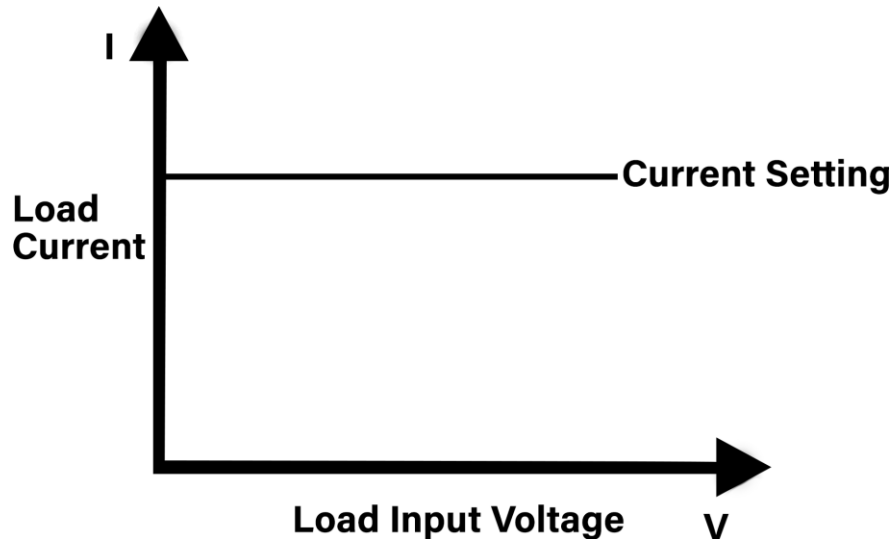 I
Current Setting
Load
Current
Load Input Voltage
V